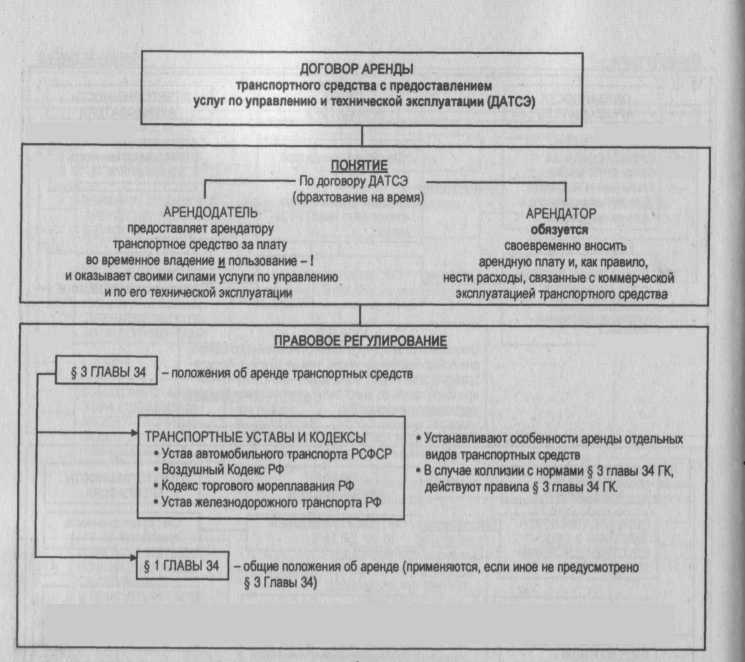 ДОГОВОР АРЕНДЫ
транспортного средства с предоставлением
услуг по управлению и технической эксплуатации (ДАТСЭ)
ПОНЯТИЕ
По договору ДАТСЭ
(фрахтование на время)
АРЕНДОДАТЕЛЬ
предоставляет арендатору
транспортное средство за плату
во временное владение и пользование – !
и оказывает своими силами услуги по управлению
и по его технической эксплуатации
АРЕНДАТОР
обязуется
своевременно вносить
арендную плату и, как правило,
нести расходы, связанные с коммерческой
эксплуатацией транспортного средства
ПРАВОВОЕ РЕГУЛИРОВАНИЕ
§ 3 ГЛАВЫ 34 – положения об аренде транспортных средств
ТРАНСПОРТНЫЕ УСТАВЫ И КОДЕКСЫ
• Устав автомобильного транспорта РСФСР
• Воздушный Кодекс РФ
• Кодекс торгового мореплавания РФ
• Устав железнодорожного транспорта РФ
• Устанавливают особенности аренды отдельных
видов транспортных средств
• В случае коллизии с нормами § 3 главы 34 ГК,
действуют правила § 3 главы 34 ГК.
§ 1 ГЛАВЫ 34 – общие положения об аренде (применяются, если иное не предусмотрено
§ 3 Главы 34)